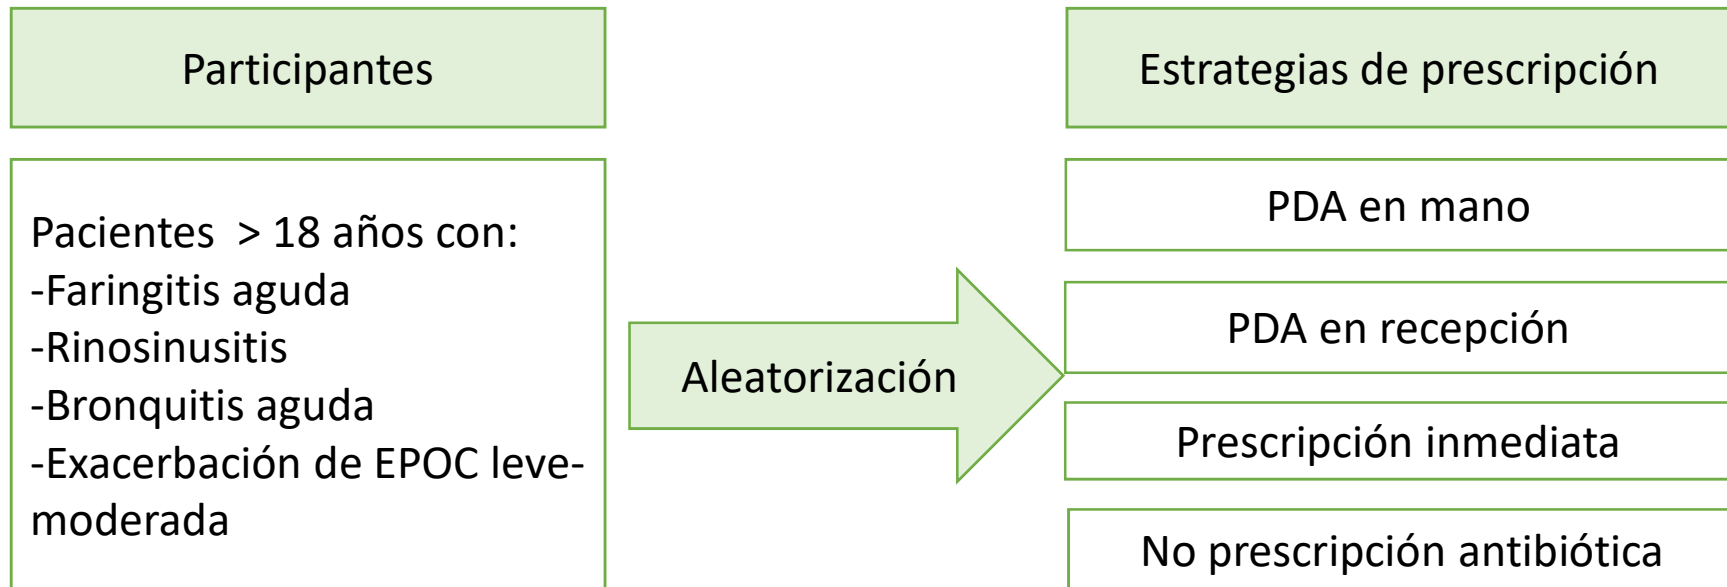 Participantes
Pacientes > 18 años con:
-Faringitis aguda
-Rinosinusitis
-Bronquitis aguda
-Exacerbación de EPOC leve-
moderada
Aleatorización
Estrategias de prescripción
PDA en mano
PDA en recepción
Prescripción inmediata
No prescripción antibiótica